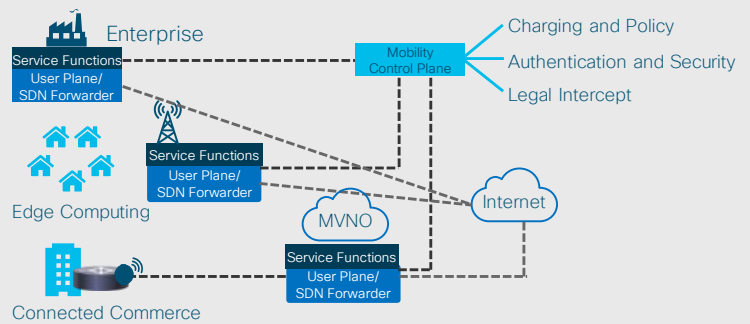 Enterprise
Service Functions
User Plane/
SDN Forwarder
Mobility
Control Plane
Charging and Policy
Authentication and Security
Legal Intercept
Service Functions
User Plane/
SDN Forwarder
Edge Computing
Internet
MVNO
Service Functions
User Plane/
SDN Forwarder
Connected Commerce